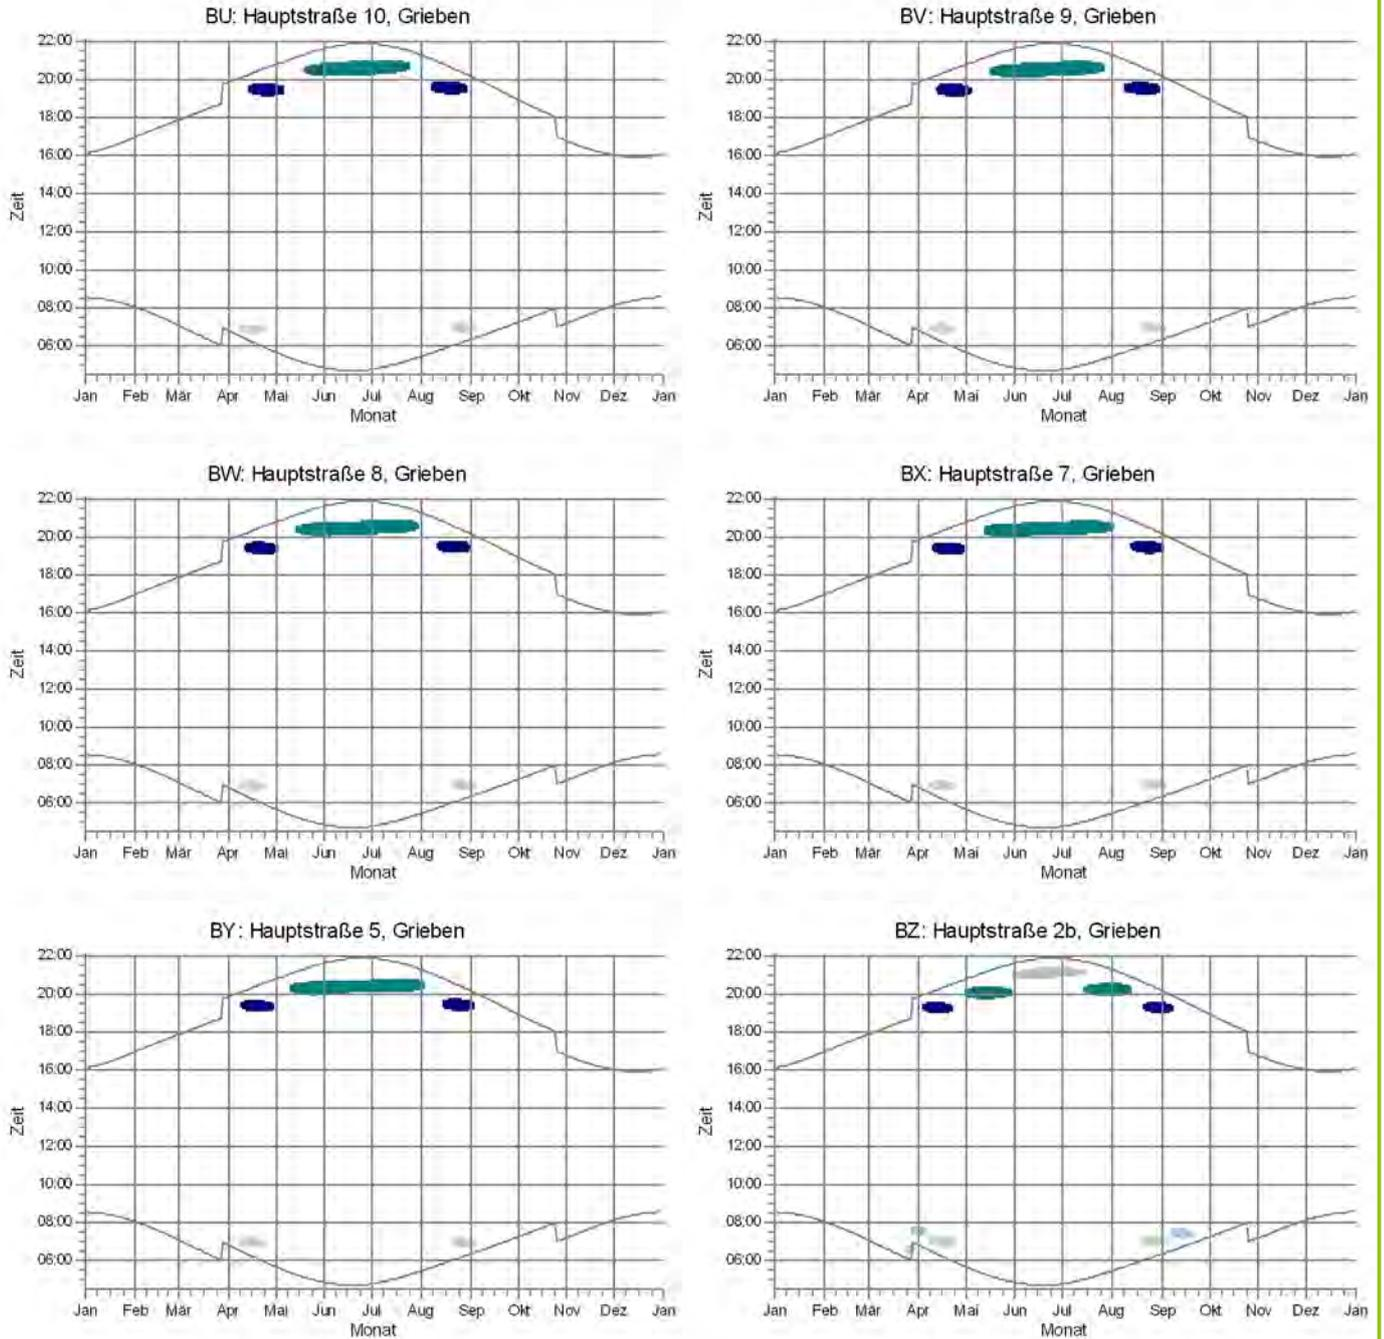 BU: Hauptstraße 10, Grieben
22:00
20:00
18:00
16:00
14:00
12:00
10:00
08:00
06:00
Zeit
Jan Feb Mär Apr Mai Jun Jul Aug Sep Okt Nov Dez Jan
Monat
BV: Hauptstraße 9, Grieben
22:00
20:00
18:00
16:00
14:00
12:00
10:00
08:00
06:00
Zeit
Jan Feb Mär Apr Mai Jun Jul Aug Sep Okt Nov Dez Jan
Monat
BW: Hauptstraße 8, Grieben
22:00
20:00
18:00
16:00
14:00
12:00
10:00
08:00
06:00
Zeit
Jan Feb Mär Apr Mai Jun Jul Aug Sep Okt Nov Dez Jan
Monat
BX: Hauptstraße 7, Grieben
22:00
20:00
18:00
16:00
14:00
12:00
10:00
08:00
06:00
Zeit
Jan Feb Mär Apr Mai Jun Jul Aug Sep Okt Nov Dez Jan
Monat
BY: Hauptstraße 5, Grieben
22:00
20:00
18:00
16:00
14:00
12:00
10:00
08:00
06:00
Zeit
Jan Feb Mär Apr Mai Jun Jul Aug Sep Okt Nov Dez Jan
Monat
BZ: Hauptstraße 2b, Grieben
22:00
20:00
18:00
16:00
14:00
12:00
10:00
08:00
06:00
Zeit
Jan Feb Mär Apr Mai Jun Jul Aug Sep Okt Nov Dez Jan
Monat